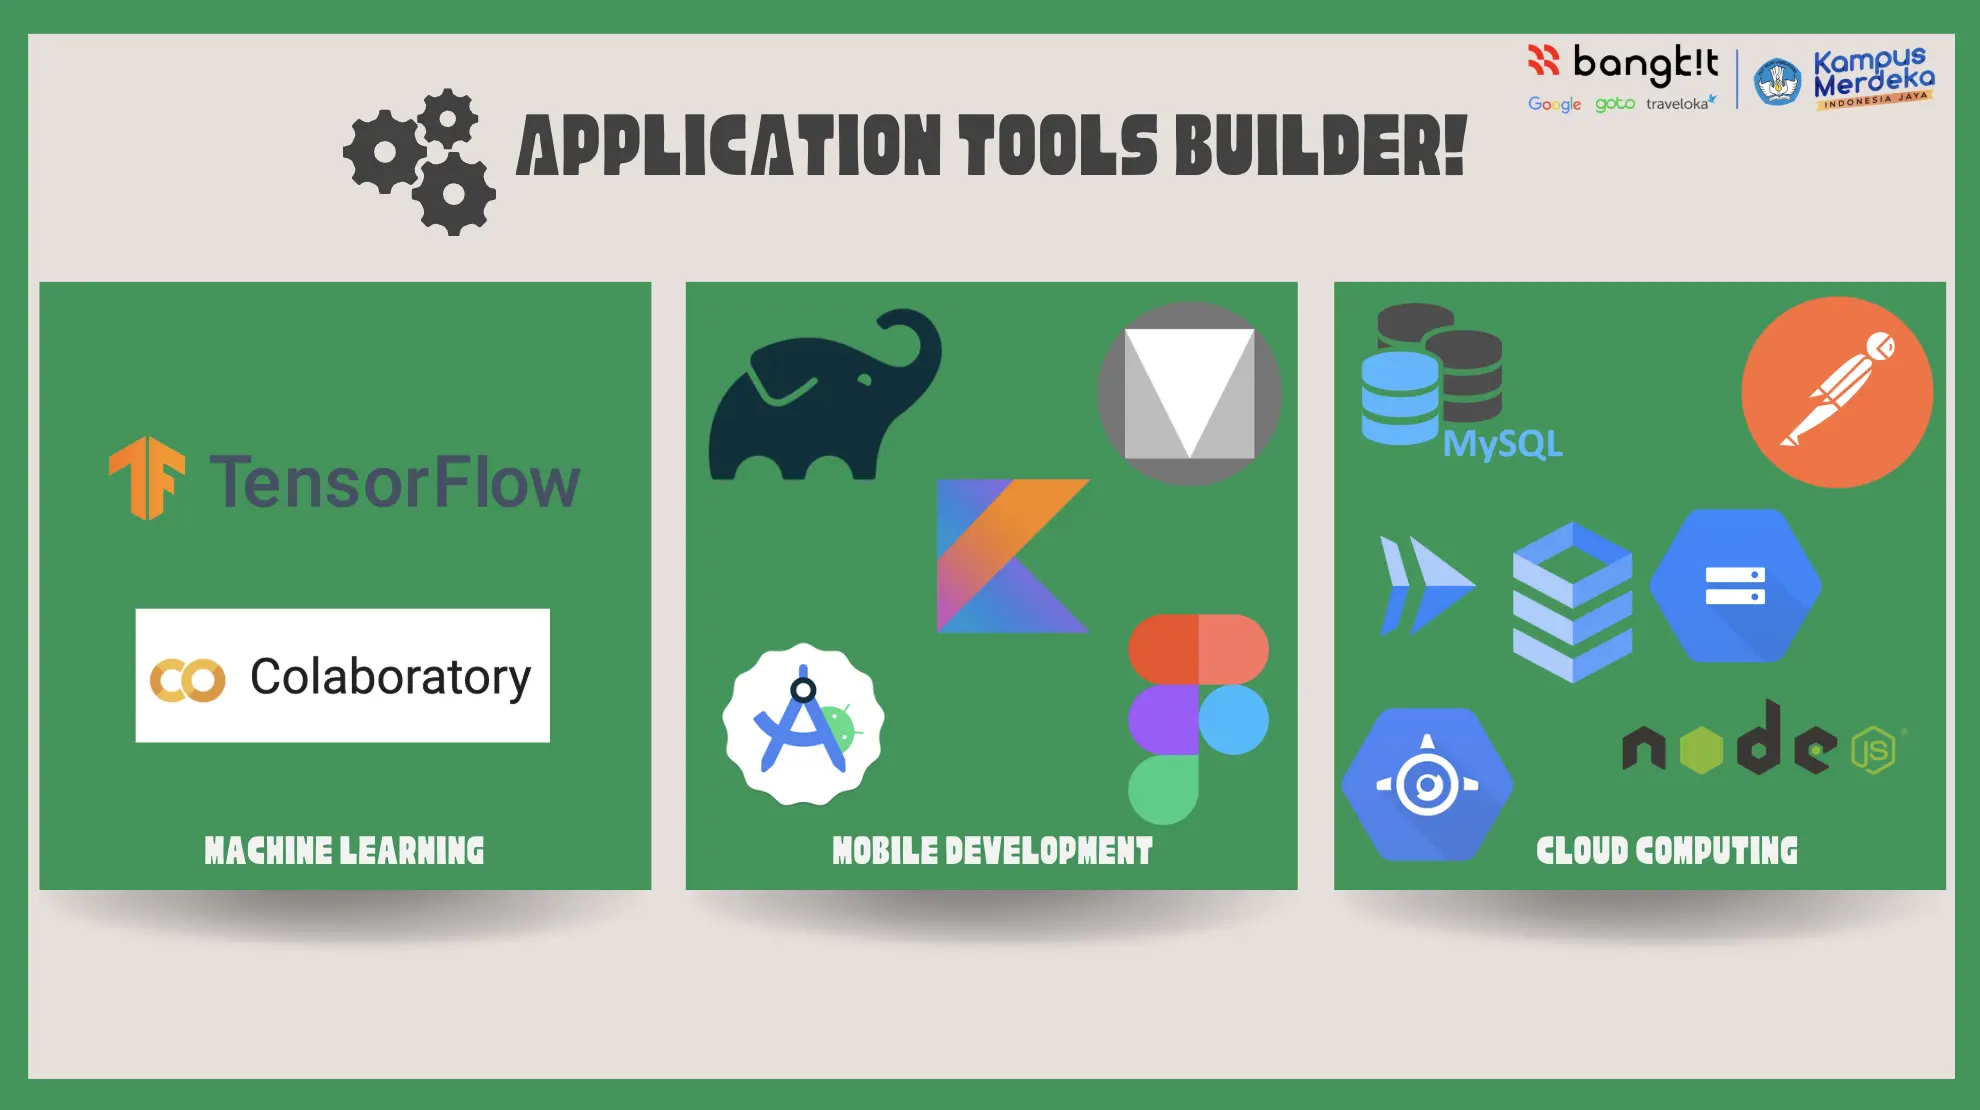 bangk!t
Google goto traveloka
Kampus
Merdeka
INDONESIA JAYA
APPLICATION TOOLS BUILDER!
TensorFlow
Colaboratory
MACHINE LEARNING
MOBILE DEVELOPMENT
MySQL
node
JS
CLOUD COMPUTING